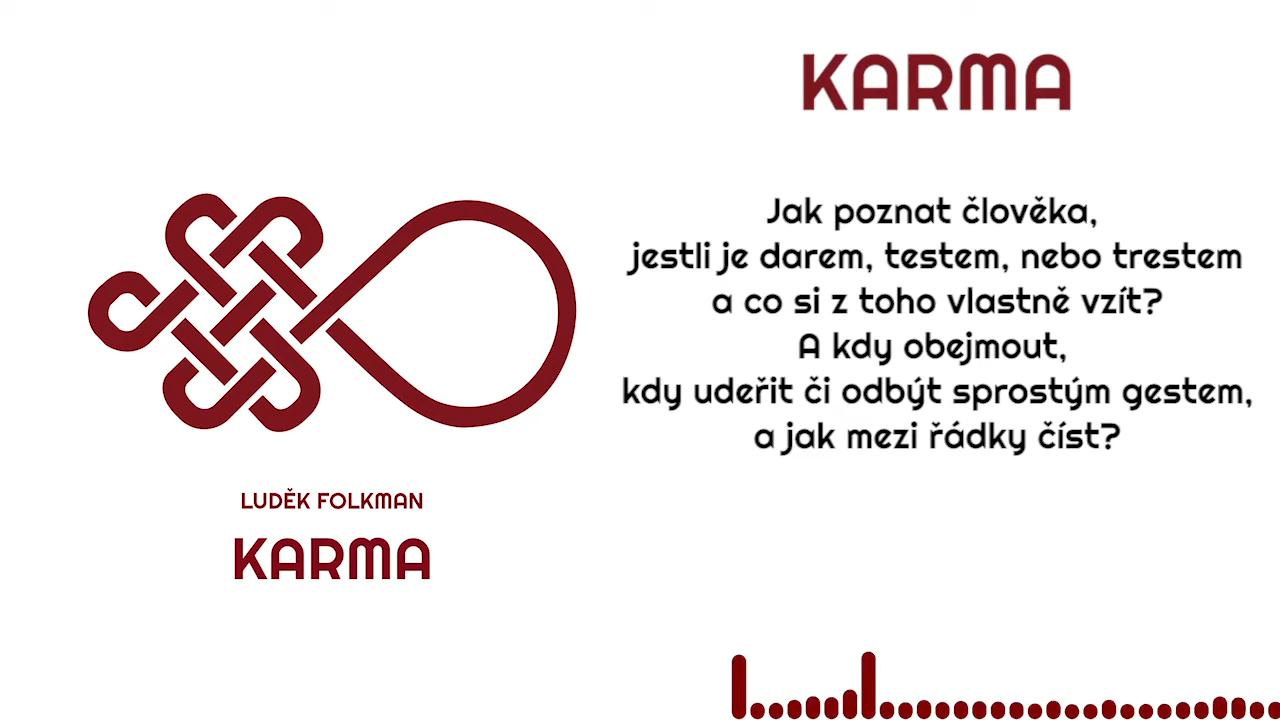 KARMA
Jak poznat člověka,
jestli je darem, testem, nebo trestem
a co si z toho vlastně vzít?
A kdy obejmout,
kdy udeřit či odbýt sprostým gestem,
a jak mezi řádky číst?
LUDĚK FOLKMAN
KARMA